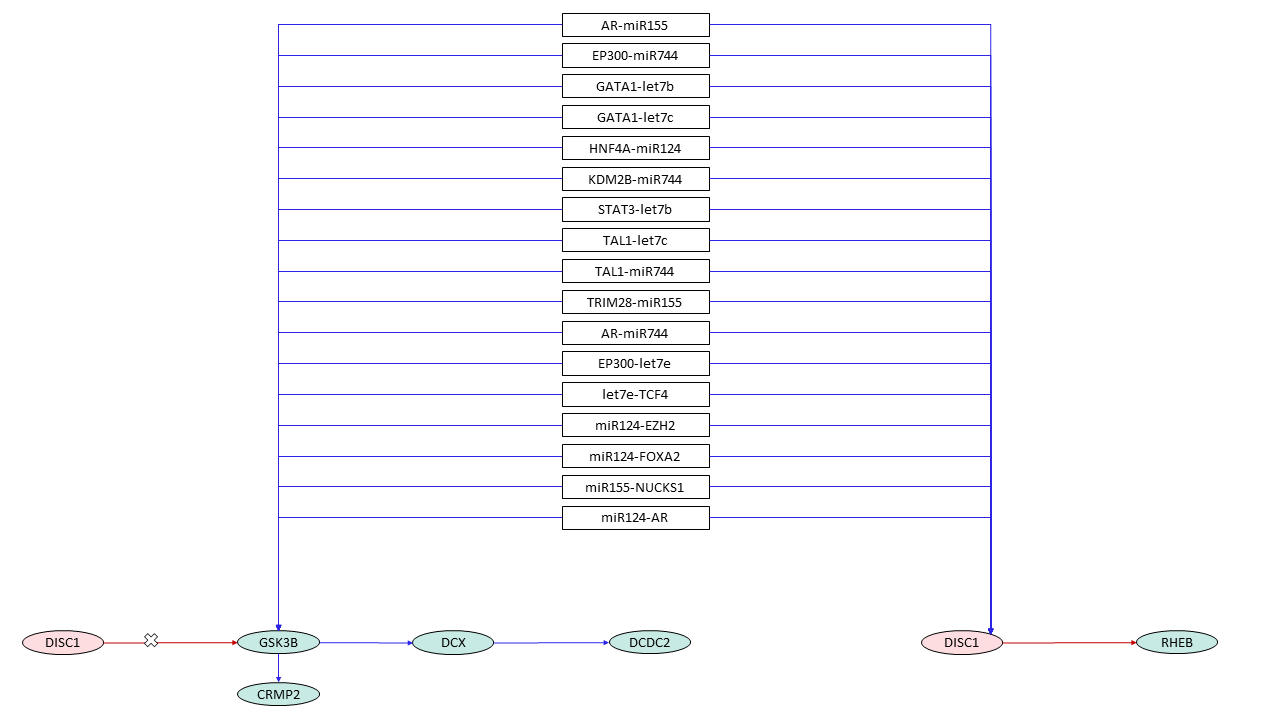 AR-miR155
EP300-miR744
GATA1-let7b
GATA1-let7c
HNF4A-miR124
KDM2B-miR744
STAT3-let7b
TAL1-let7c
TAL1-miR744
TRIM28-miR155
AR-miR744
EP300-let7e
let7e-TCF4
miR124-EZH2
miR124-FOXA2
miR155-NUCKS1
miR124-AR
DISC1 GSK3B DCX DCDC2 DISC1 RHEB
CRMP2